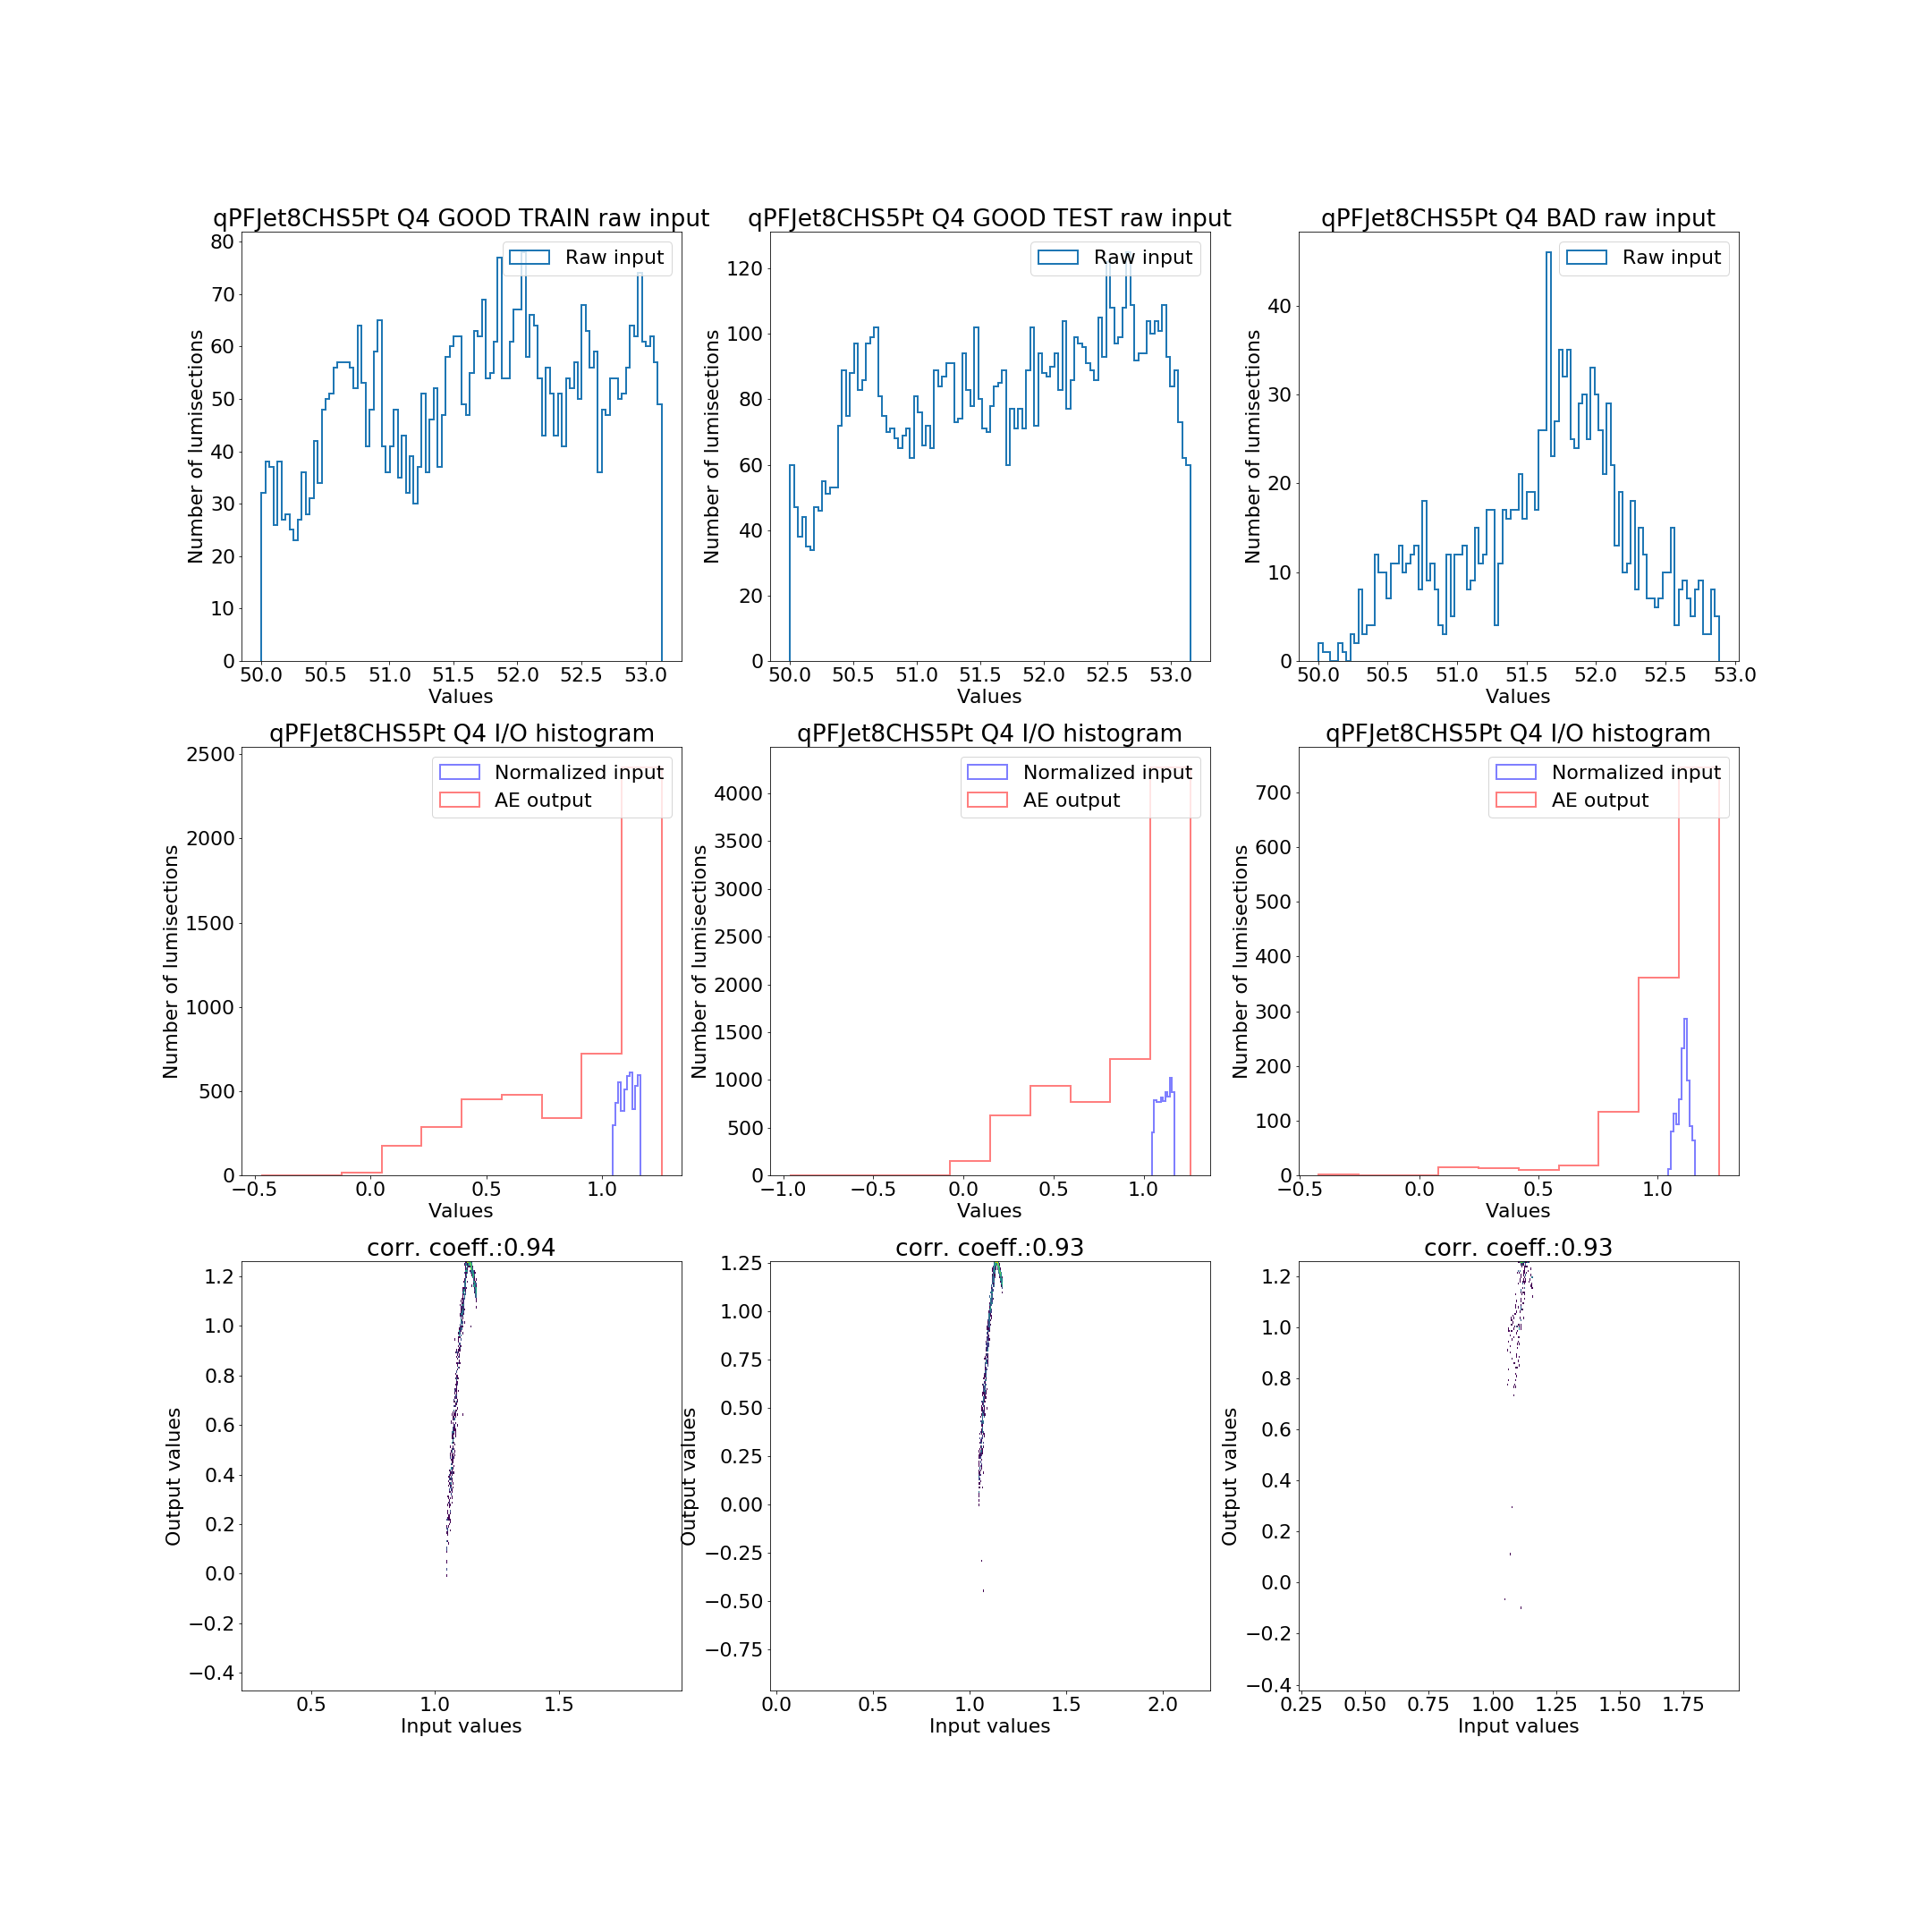 qPFJet8CHS5Pt Q4 GOOD TRAIN raw input
Raw input
Number of lumisections
0
10
20
30
40
50
60
70
80
50.0 50.5 51.0 51.5 52.0 52.5 53.0
Values
qPFJet8CHS5Pt Q4 GOOD TEST raw input
Raw input
Number of lumisections
0
20
40
60
80
100
120
50.0 50.5 51.0 51.5 52.0 52.5 53.0
Values
qPFJet8CHS5Pt Q4 BAD raw input
Raw input
Number of lumisections
0
10
20
30
40
50.0 50.5 51.0 51.5 52.0 52.5 53.0
Values
qPFJet8CHS5Pt Q4 I/O histogram
Normalized input
AE output
Number of lumisections
0
500
1000
1500
2000
2500
−0.5 0.0 0.5 1.0
Values
qPFJet8CHS5Pt Q4 I/O histogram
Normalized input
AE output
Number of lumisections
0
500
1000
1500
2000
2500
3000
3500
4000
−1.0 −0.5 0.0 0.5 1.0
Values
qPFJet8CHS5Pt Q4 I/O histogram
Normalized input
AE output
Number of lumisections
0
100
200
300
400
500
600
700
−0.5 0.0 0.5 1.0
Values
corr. coeff.:0.94
Output values
−0.4
−0.2
0.0
0.2
0.4
0.6
0.8
1.0
1.2
0.5 1.0 1.5
Input values
corr. coeff.:0.93
Output values
−0.75
−0.50
−0.25
0.00
0.25
0.50
0.75
1.00
1.25
0.0 0.5 1.0 1.5 2.0
Input values
corr. coeff.:0.93
Output values
−0.4
−0.2
0.0
0.2
0.4
0.6
0.8
1.0
1.2
0.25 0.50 0.75 1.00 1.25 1.50 1.75
Input values